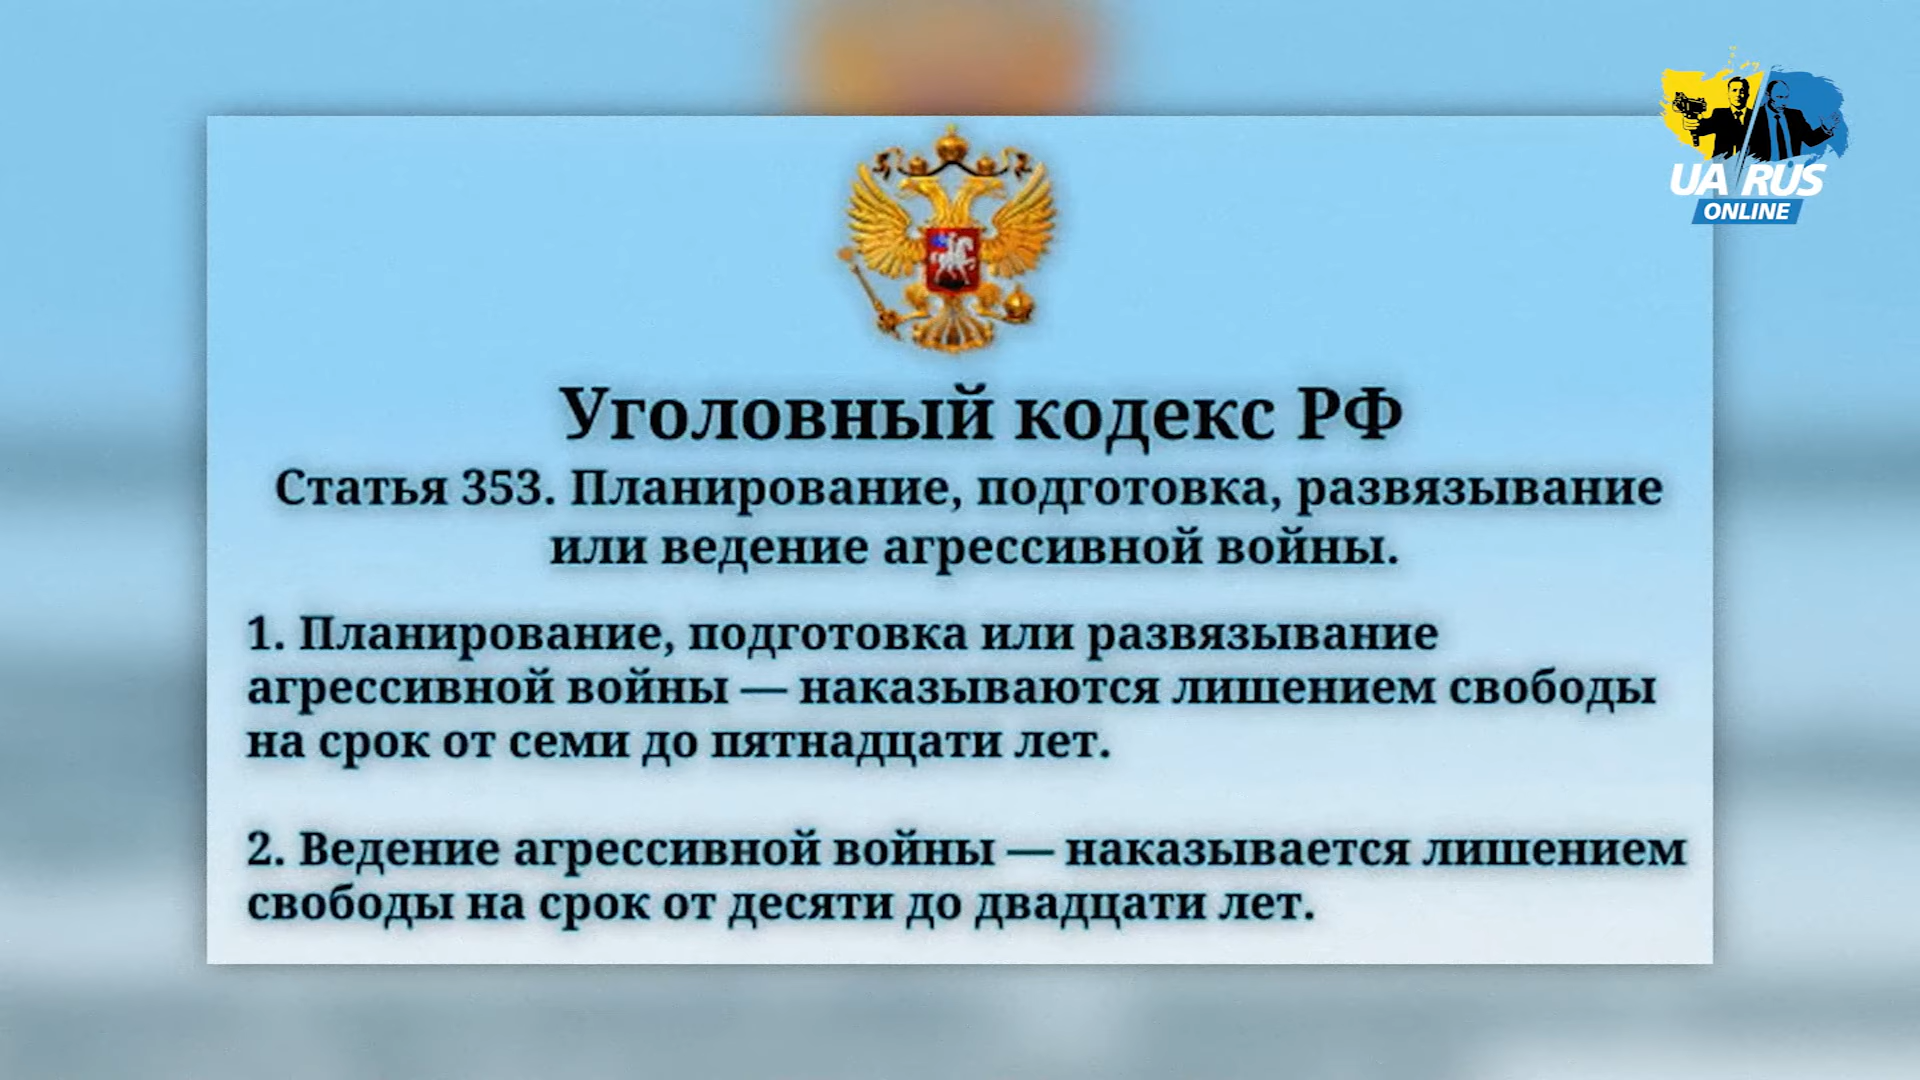 UA RUS
ONLINE
Уголовный кодекс РФ
Статья 353. Планирование, подготовка, развязывание
или ведение агрессивной войны.
1. Планирование, подготовка или развязывание
агрессивной войны — наказываются лишением свободы
на срок от семи до пятнадцати лет.
2. Ведение агрессивной войны — наказывается лишением
свободы на срок от десяти до двадцати лет.